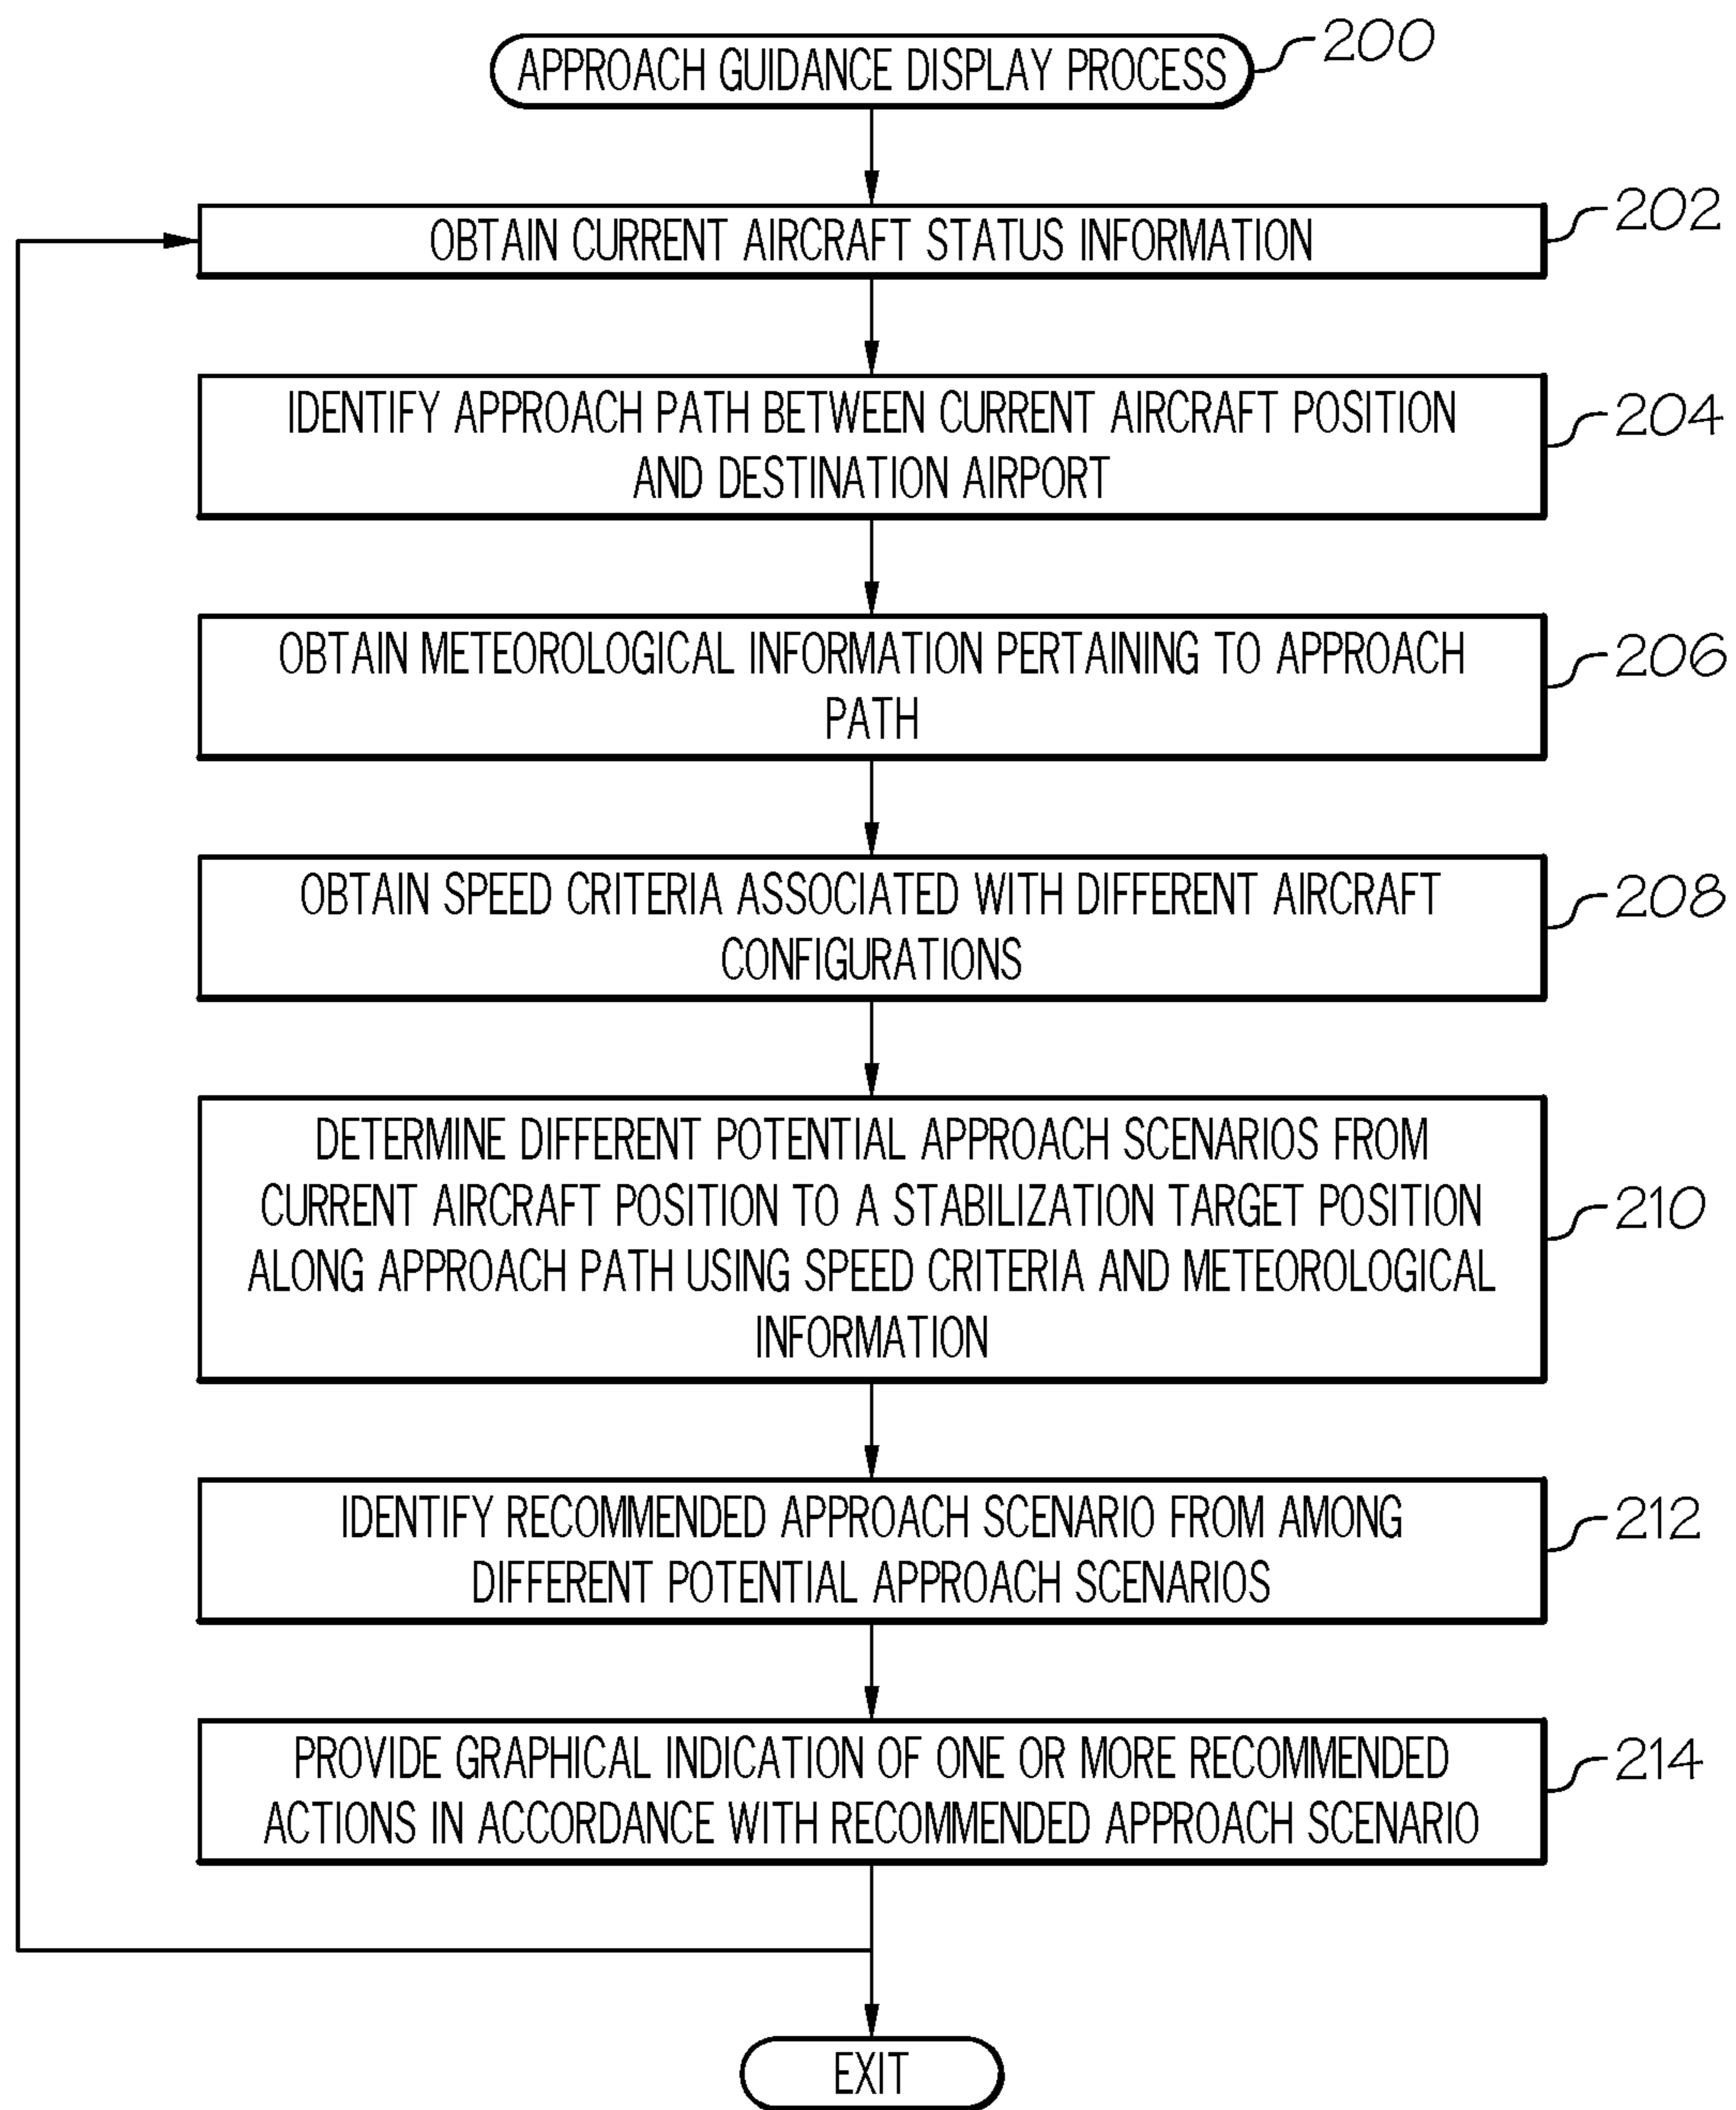 APPROACH GUIDANCE DISPLAY PROCESS
200
OBTAIN CURRENT AIRCRAFT STATUS INFORMATION
202
IDENTIFY APPROACH PATH BETWEEN CURRENT AIRCRAFT POSITION
AND DESTINATION AIRPORT
204
OBTAIN METEOROLOGICAL INFORMATION PERTAINING TO APPROACH
PATH
206
OBTAIN SPEED CRITERIA ASSOCIATED WITH DIFFERENT AIRCRAFT
CONFIGURATIONS
208
DETERMINE DIFFERENT POTENTIAL APPROACH SCENARIOS FROM
CURRENT AIRCRAFT POSITION TO A STABILIZATION TARGET POSITION
ALONG APPROACH PATH USING SPEED CRITERIA AND METEOROLOGICAL
INFORMATION
210
IDENTIFY RECOMMENDED APPROACH SCENARIO FROM AMONG
DIFFERENT POTENTIAL APPROACH SCENARIOS
212
PROVIDE GRAPHICAL INDICATION OF ONE OR MORE RECOMMENDED
ACTIONS IN ACCORDANCE WITH RECOMMENDED APPROACH SCENARIO
214
EXIT